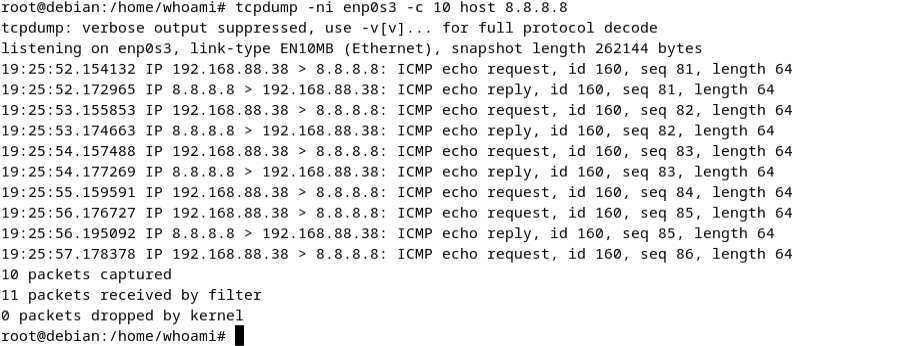 root@debian:/home/whoami# tcpdump -ni enp0s3 -c 10 host 8.8.8.8
tcpdump: verbose output suppressed, use -v[v]... for full protocol decode
listening on enp0s3, link-type EN10MB (Ethernet), snapshot length 262144 bytes
19:25:52.154132 IP 192.168.88.38 > 8.8.8.8: ICMP echo request, id 160, seq 81, length 64
19:25:52.172965 IP 8.8.8.8 > 192.168.88.38: ICMP echo reply, id 160, seq 81, length 64
19:25:53.155853 IP 192.168.88.38 > 8.8.8.8: ICMP echo request, id 160, seq 82, length 64
19:25:53.174663 IP 8.8.8.8 > 192.168.88.38: ICMP echo reply, id 160, seq 82, length 64
19:25:54.157488 IP 192.168.88.38 > 8.8.8.8: ICMP echo request, id 160, seq 83, length 64
19:25:54.177269 IP 8.8.8.8 > 192.168.88.38: ICMP echo reply, id 160, seq 83, length 64
19:25:55.159591 IP 192.168.88.38 > 8.8.8.8: ICMP echo request, id 160, seq 84, length 64
19:25:56.176727 IP 192.168.88.38 > 8.8.8.8: ICMP echo request, id 160, seq 85, length 64
19:25:56.195092 IP 8.8.8.8 > 192.168.88.38: ICMP echo reply, id 160, seq 85, length 64
19:25:57.178378 IP 192.168.88.38 > 8.8.8.8: ICMP echo request, id 160, seq 86, length 64
10 packets captured
11 packets received by filter
0 packets dropped by kernel
root@debian:/home/whoami#